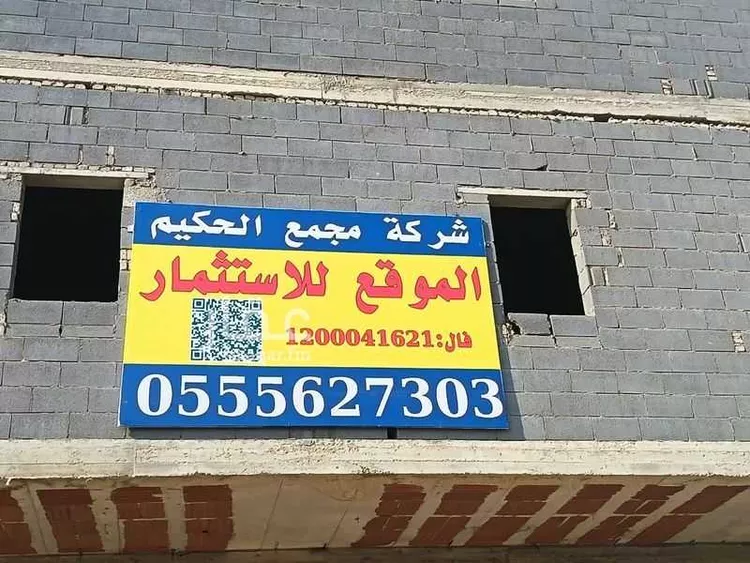 شركة مجمع الحكيم
الموقع للاستثمار
فال:1200041621
0555627303